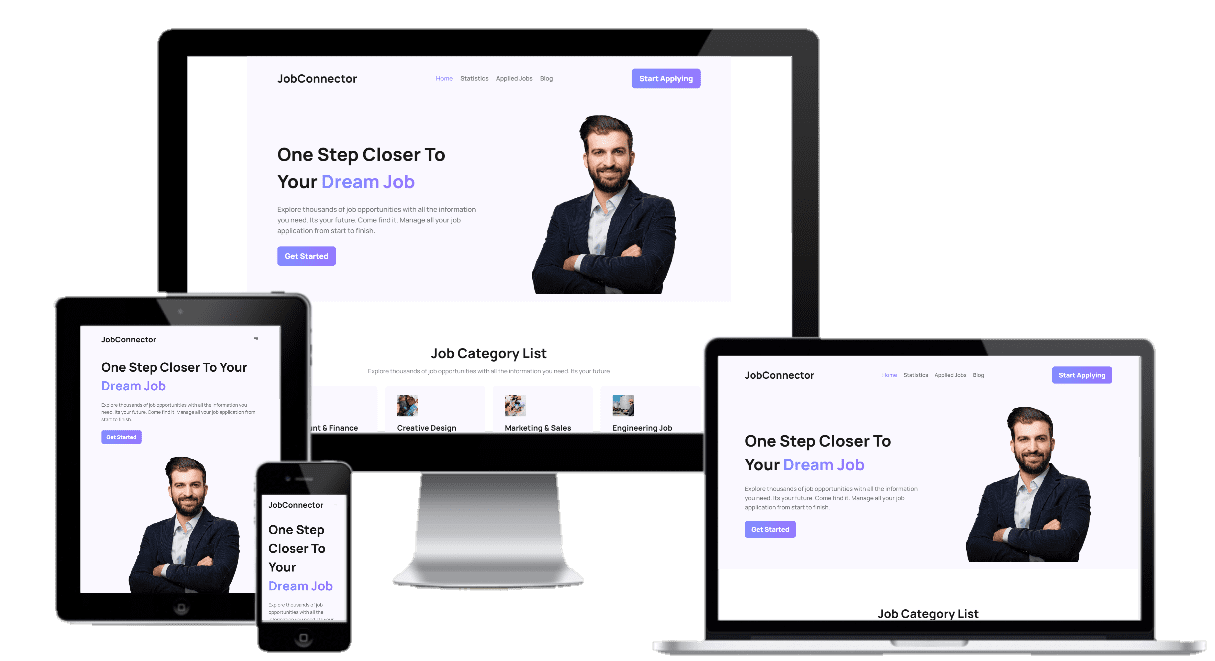 JobConnector
Home Statistics Applied Jobs Blog
Start Applying
One Step Closer To
Your Dream Job
Explore thousands of job opportunities with all the information
you need. Its your future. Come find it. Manage all your job
application from start to finish.
Get Started
Job Category List
Explore thousands of job opportunities with all the information you need. Its your future
& Finance
Creative Design
Marketing & Sales
Engineering Job
JobConnector
One Step Closer To Your
Dream Job
Explore thousands of job opportunities with all the information you
need. Its your future. Come find it. Manage all your job application from
start to finish.
Get Started
JobConnector
One Step
Closer To
Your
Dream Job
Explore thousands of job
opportunities with all the
JobConnector
Home Statistics Applied Jobs Blog
Start Applying
One Step Closer To
Your Dream Job
Explore thousands of job opportunities with all the information
you need. Its your future. Come find it. Manage all your job
application from start to finish.
Get Started
Job Category List